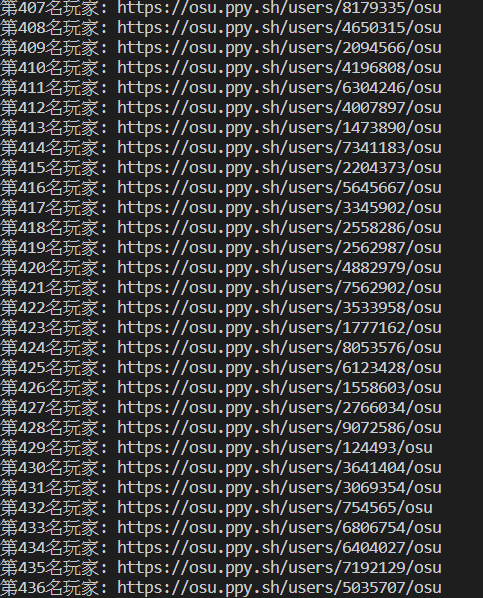 第407名玩家: https://osu.ppy.sh/users/8179335/osu
第408名玩家: https://osu.ppy.sh/users/4650315/osu
第409名玩家: https://osu.ppy.sh/users/2094566/osu
第410名玩家: https://osu.ppy.sh/users/4196808/osu
第411名玩家: https://osu.ppy.sh/users/6304246/osu
第412名玩家: https://osu.ppy.sh/users/4007897/osu
第413名玩家: https://osu.ppy.sh/users/1473890/osu
第414名玩家: https://osu.ppy.sh/users/7341183/osu
第415名玩家: https://osu.ppy.sh/users/2204373/osu
第416名玩家: https://osu.ppy.sh/users/5645667/osu
第417名玩家: https://osu.ppy.sh/users/3345902/osu
第418名玩家: https://osu.ppy.sh/users/2558286/osu
第419名玩家: https://osu.ppy.sh/users/2562987/osu
第420名玩家: https://osu.ppy.sh/users/4882979/osu
第421名玩家: https://osu.ppy.sh/users/7562902/osu
第422名玩家: https://osu.ppy.sh/users/3533958/osu
第423名玩家: https://osu.ppy.sh/users/1777162/osu
第424名玩家: https://osu.ppy.sh/users/8053576/osu
第425名玩家: https://osu.ppy.sh/users/6123428/osu
第426名玩家: https://osu.ppy.sh/users/1558603/osu
第427名玩家: https://osu.ppy.sh/users/2766034/osu
第428名玩家: https://osu.ppy.sh/users/9072586/osu
第429名玩家: https://osu.ppy.sh/users/124493/osu
第430名玩家: https://osu.ppy.sh/users/3641404/osu
第431名玩家: https://osu.ppy.sh/users/3069354/osu
第432名玩家: https://osu.ppy.sh/users/754565/osu
第433名玩家: https://osu.ppy.sh/users/6806754/osu
第434名玩家: https://osu.ppy.sh/users/6404027/osu
第435名玩家: https://osu.ppy.sh/users/7192129/osu
第436名玩家: https://osu.ppy.sh/users/5035707/osu